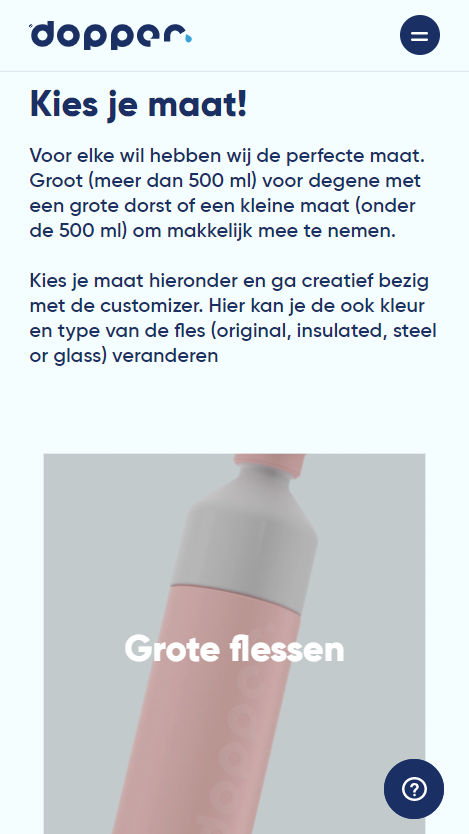 dopper
Kies je maat!
Voor elke wil hebben wij de perfecte maat.
Groot (meer dan 500 ml) voor degene met
een grote dorst of een kleine maat (onder
de 500 ml) om makkelijk mee te nemen.
Kies je maat hieronder en ga creatief bezig
met de customizer. Hier kan je de ook kleur
en type van de fles (original, insulated, steel
or glass) veranderen
Grote flessen
dopper
?